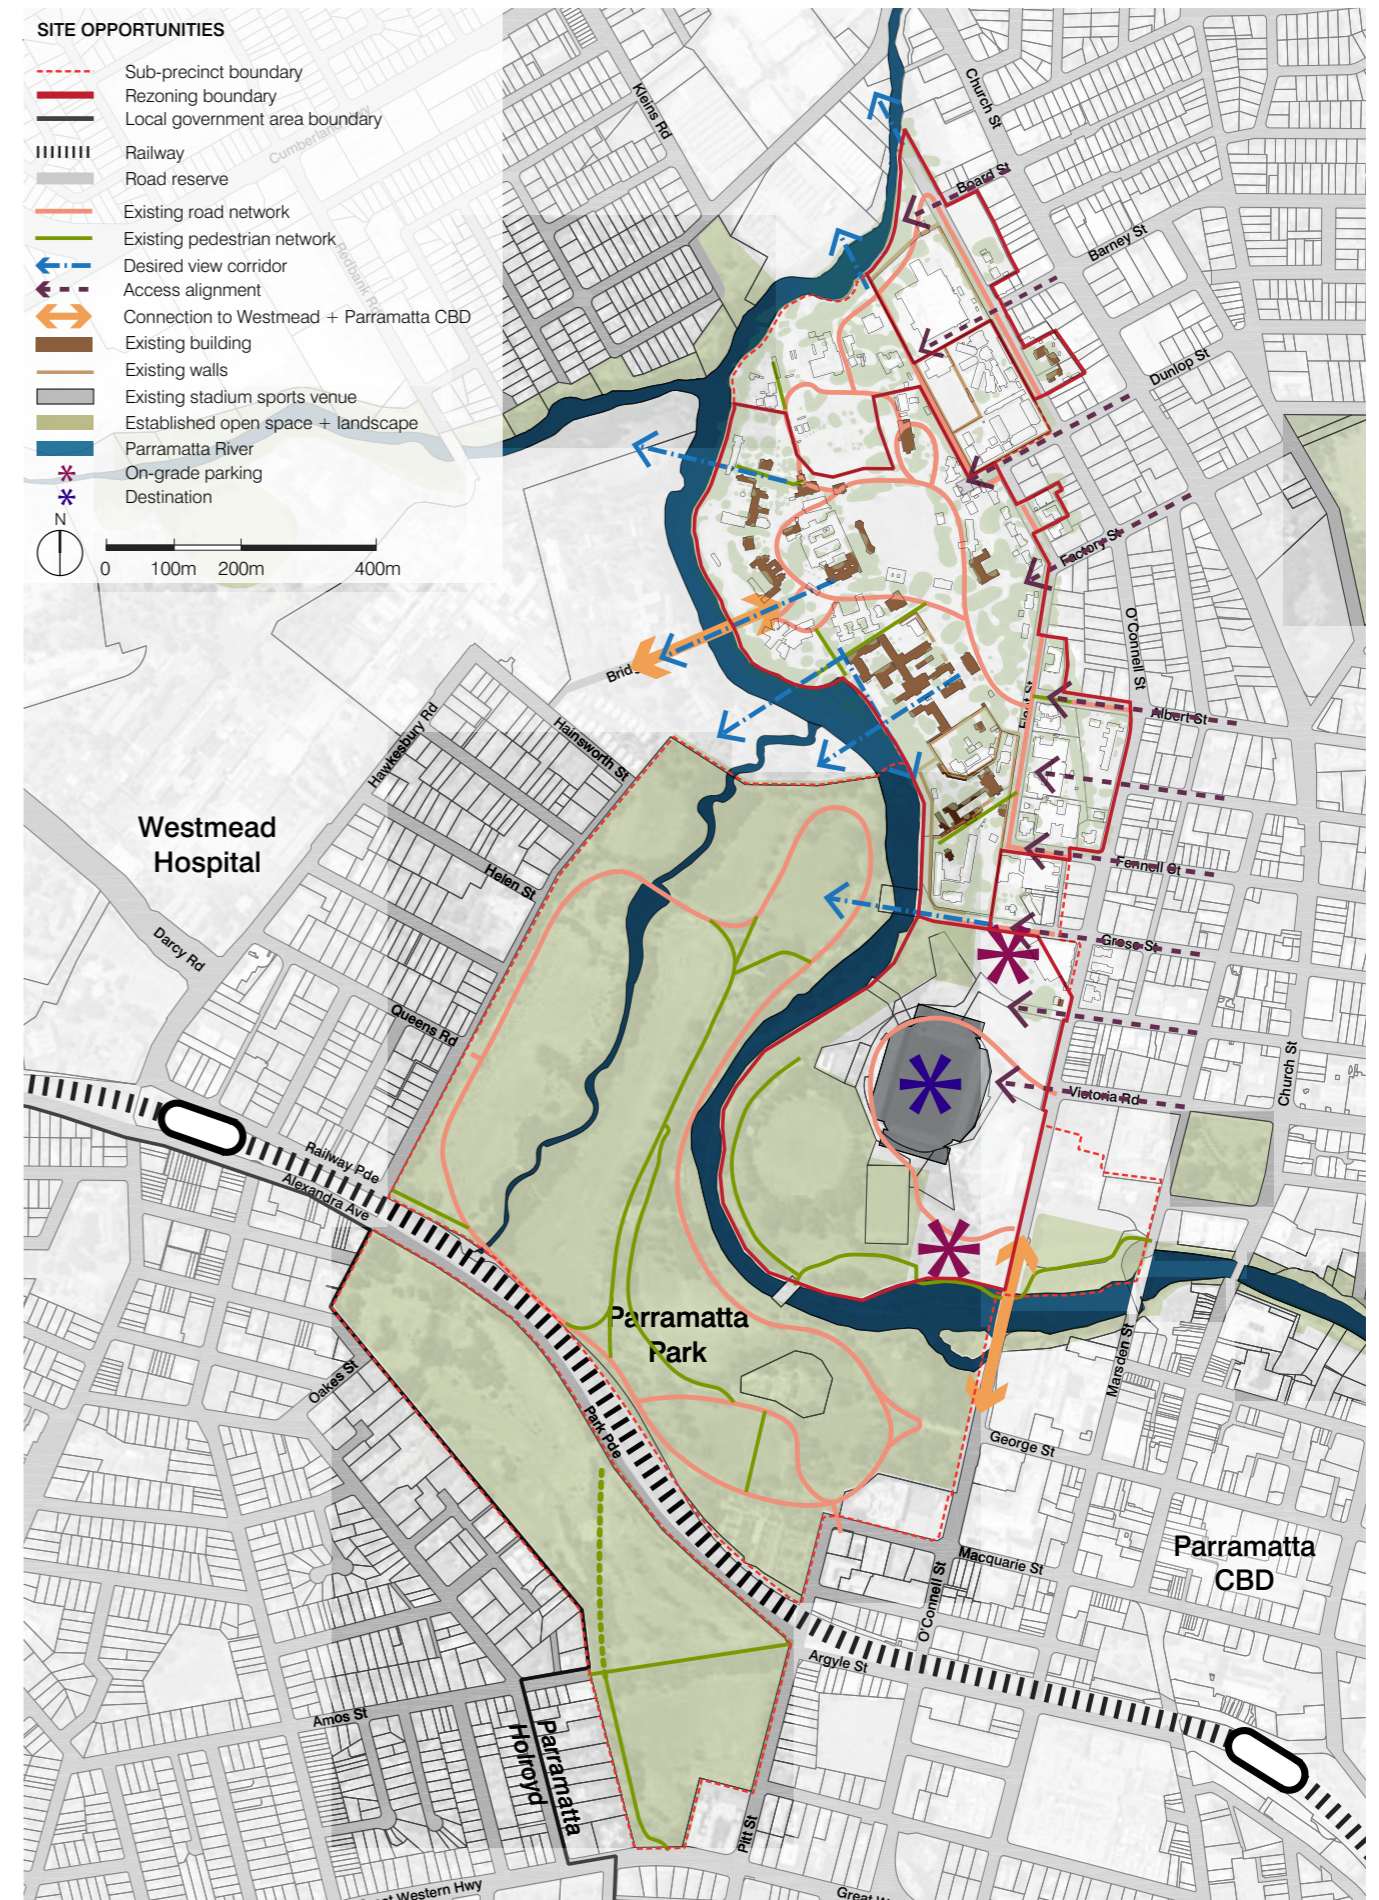 SITE OPPORTUNITIES
Sub-precinct boundary
Rezoning boundary
Local government area boundary
Railway
Road reserve
Existing road network
Existing pedestrian network
Desired view corridor
Access alignment
Connection to Westmead + Parramatta CBD
Existing building
Existing walls
Existing stadium sports venue
Established open space + landscape
Parramatta River
On-grade parking
Destination
N
0 100m 200m 400m
Redbank R
Kleins Rd
Church St
Board St
Barney St
Dunlop St
Factory St
O'Connell St
Albert St
Fennell St
Grose St
Victoria Rd
Church St
Hawkesbury Rd
Hainsworth St
Helen St
Westmead
Hospital
Darcy Rd
Queens Rd
Railway Pde
Alexandra Ave
Parramatta
Park
Oakes St
Park Pde
Marsden St
George St
Macquarie St
Parramatta
CBD
O'Connell St
Argyle St
Amos St
Parramatta
Holroyd
Pitt St
Western Hwy
Great